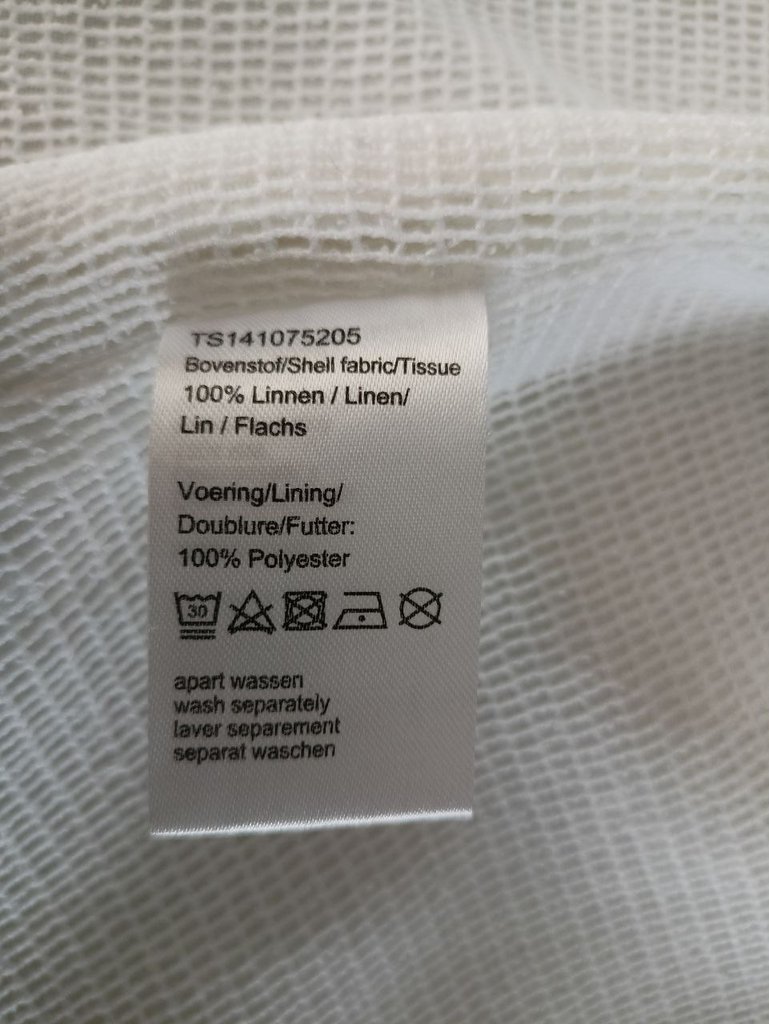 TS141075205
Bovenstof/Shell fabric/Tissue
100% Linnen / Linen/
Lin / Flachs
Voering/Lining/
Doublure/Futter:
100% Polyester
30
apart wassen
wash separately
laver separement
separat waschen